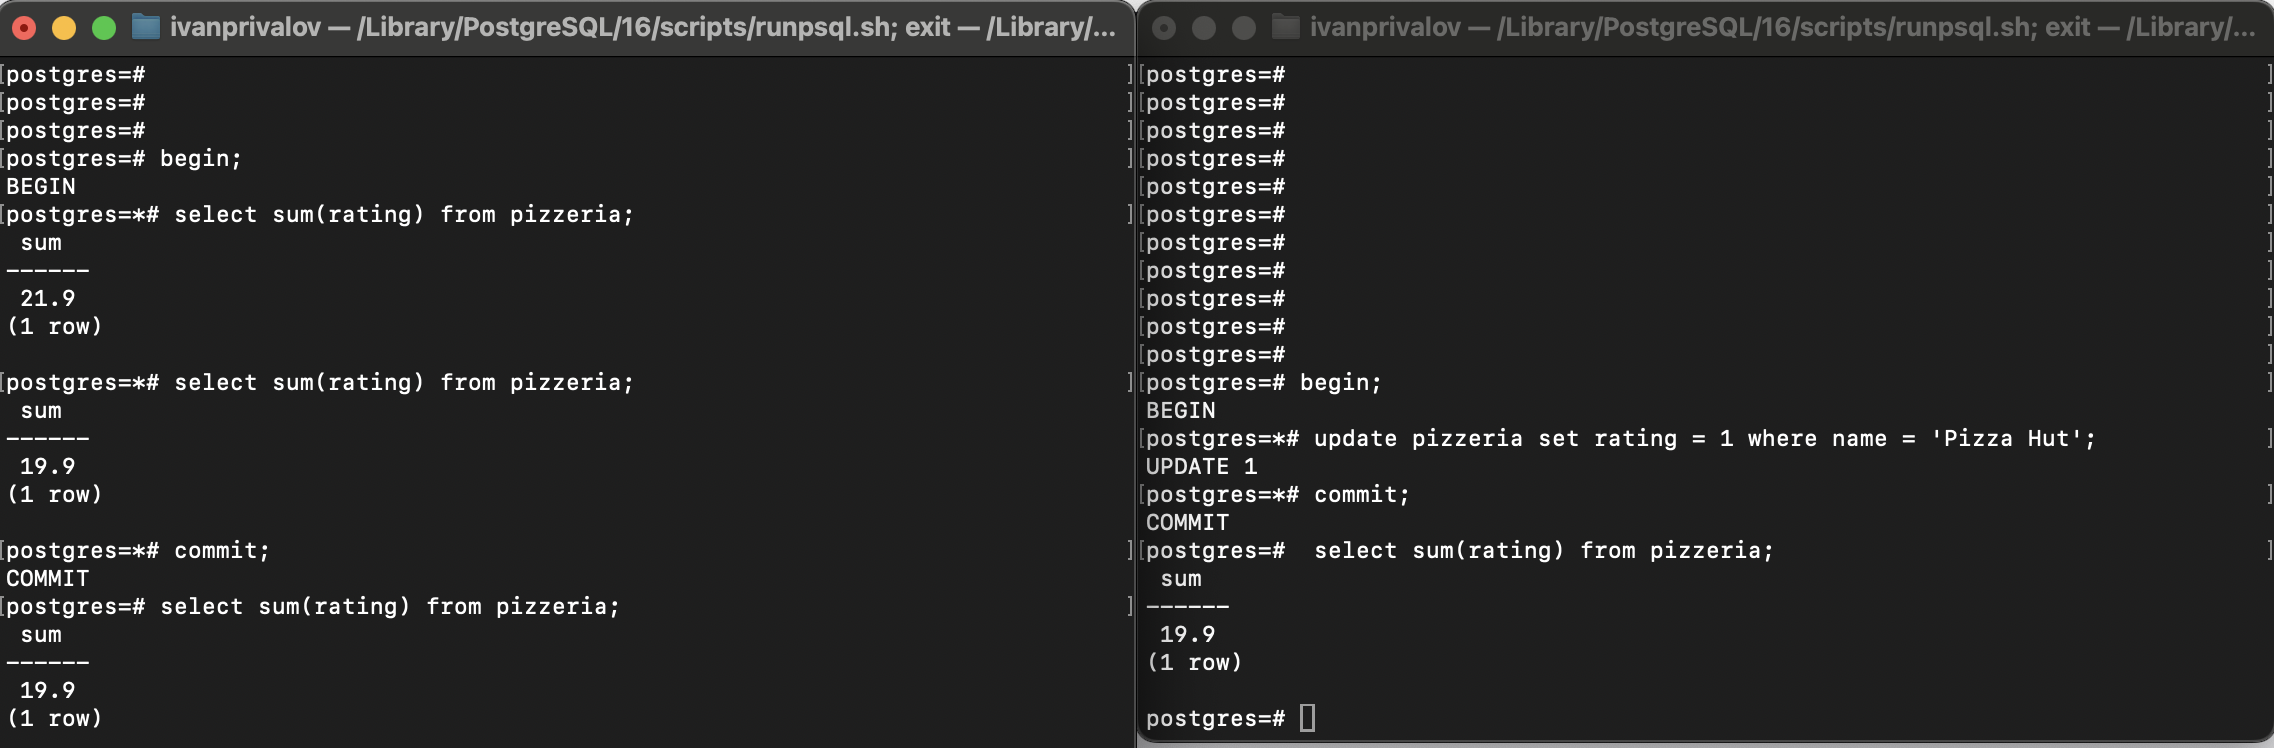 ivanprivalov — /Library/PostgreSQL/16/scripts/runpsql.sh; exit — /Library/...
[postgres=# ]
[postgres=# ]
[postgres=# ]
[postgres=# begin; ]
BEGIN
[postgres=*# select sum(rating) from pizzeria; ]
 sum
------
 21.9
(1 row)

[postgres=*# select sum(rating) from pizzeria; ]
 sum
------
 19.9
(1 row)

[postgres=*# commit; ]
COMMIT
[postgres=# select sum(rating) from pizzeria; ]
 sum
------
 19.9
(1 row)

ivanprivalov — /Library/PostgreSQL/16/scripts/runpsql.sh; exit — /Library/...
[postgres=# ]
[postgres=# ]
[postgres=# ]
[postgres=# ]
[postgres=# ]
[postgres=# ]
[postgres=# ]
[postgres=# ]
[postgres=# ]
[postgres=# ]
[postgres=# ]
[postgres=# begin; ]
BEGIN
[postgres=*# update pizzeria set rating = 1 where name = 'Pizza Hut'; ]
UPDATE 1
[postgres=*# commit; ]
COMMIT
[postgres=#  select sum(rating) from pizzeria; ]
 sum
------
 19.9
(1 row)

postgres=#